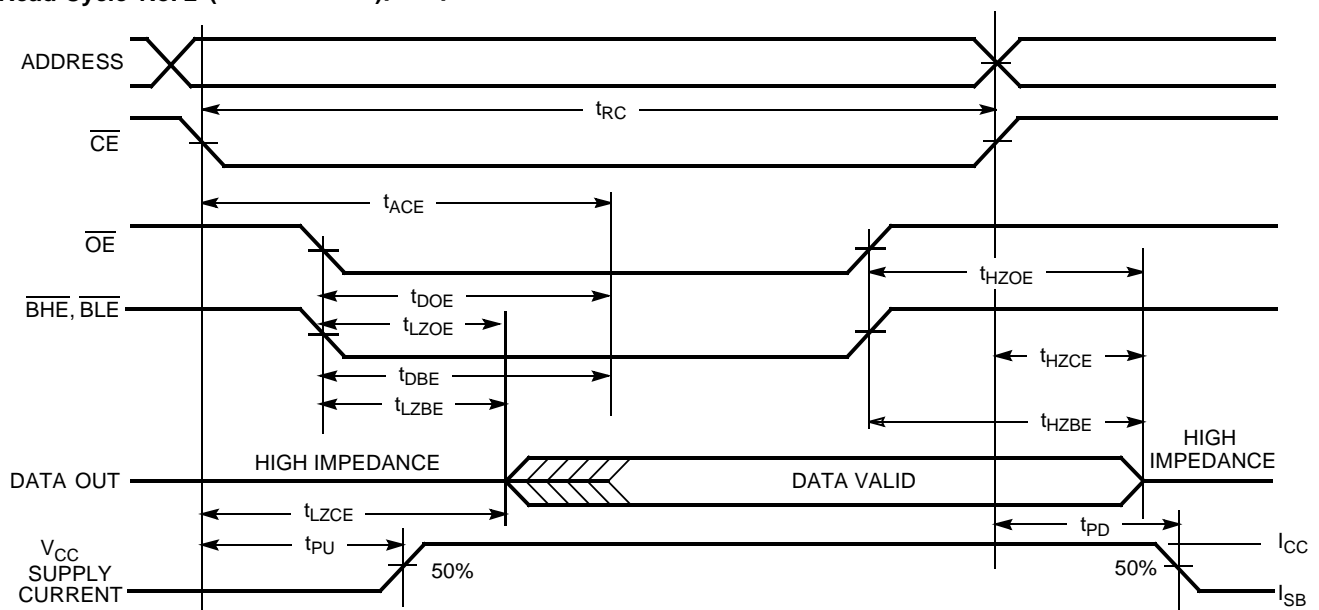 ADDRESS
tRC
CE
tACE
OE
tHZOE
tDOE
BHE, BLE
tLZOE
tHZCE
tDBE
tLZBE
tHZBE
HIGH IMPEDANCE
HIGH
IMPEDANCE
DATA OUT
DATA VALID
tLZCE
tPD
VCC
SUPPLY
CURRENT
tPU
50%
50%
ICC
ISB